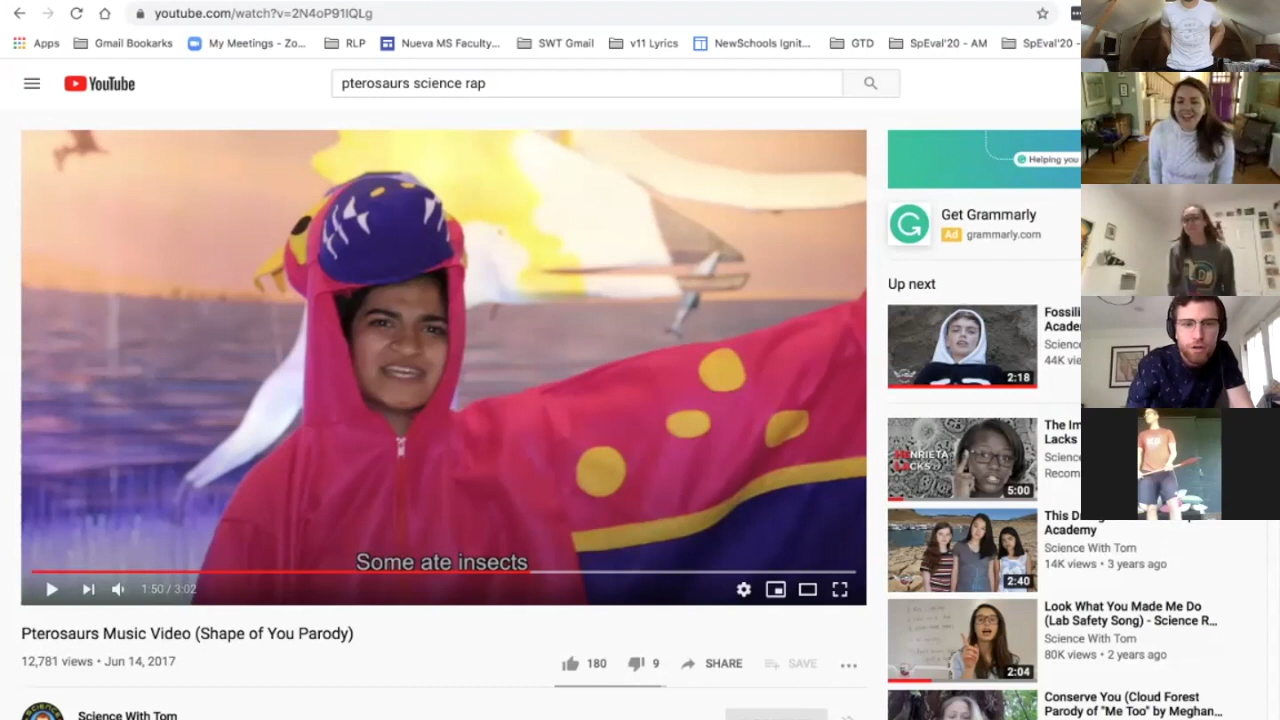 youtube.com/watch?v=2N4oP91IQLg
Apps Gmail Bookarks My Meetings - Zo... RLP Nueva MS Faculty... SWT Gmail v11 Lyrics NewSchools Ignit... GTD SpEval'20 - AM SpEval'20 -
YouTube
pterosaurs science rap
Helping you
Get Grammarly
Ad grammarly.com
Up next
Fossili
Acade
Science
44K vie
2:18
The Im
Lacks
Science
Recom
HENRIETA
LACKS
5:00
This D
Academy
Science With Tom
14K views • 3 years ago
2:40
Look What You Made Me Do
(Lab Safety Song) - Science R...
Science With Tom
80K views • 2 years ago
2:04
Conserve You (Cloud Forest
Parody of "Me Too" by Meghan...
Some ate insects
1:50 / 3:02
Pterosaurs Music Video (Shape of You Parody)
12,781 views • Jun 14, 2017
180 9 SHARE SAVE
Science With Tom